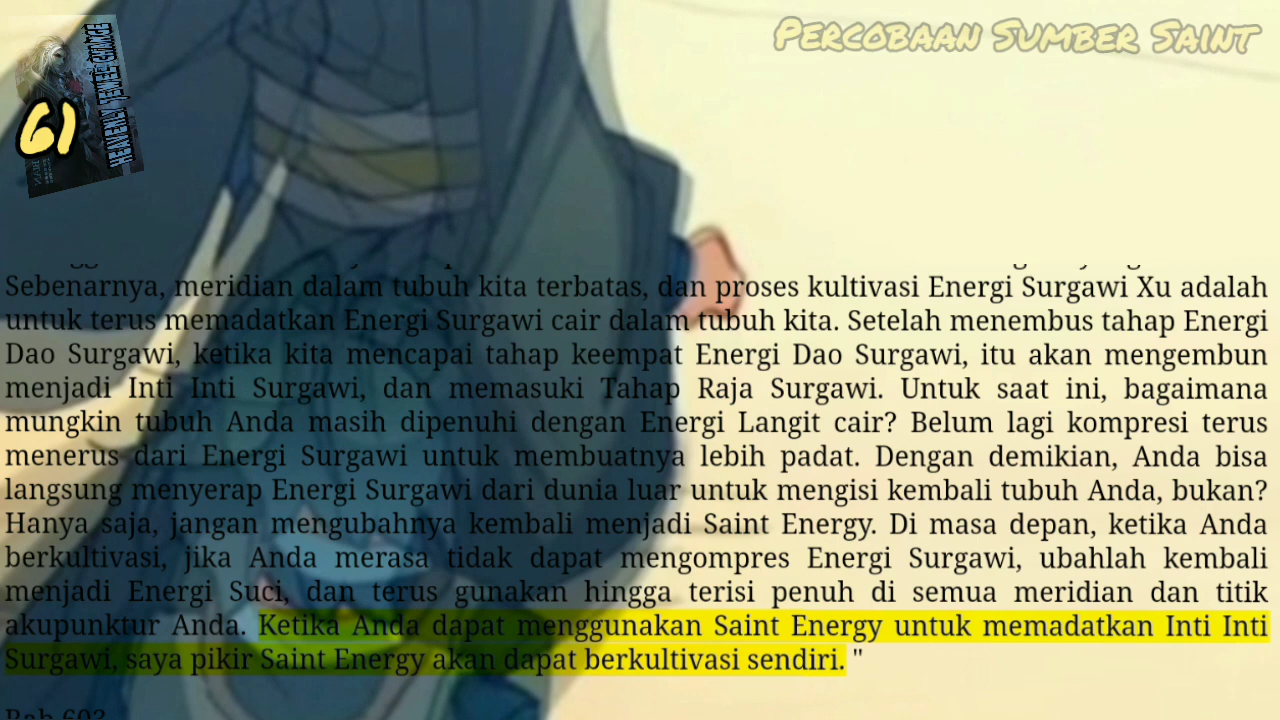 Percobaan Sumber Saint
HEAVENLY JEWEL CHANGE
61
Sebenarnya, meridian dalam tubuh kita terbatas, dan proses kultivasi Energi Surgawi Xu adalah
untuk terus memadatkan Energi Surgawi cair dalam tubuh kita. Setelah menembus tahap Energi
Dao Surgawi, ketika kita mencapai tahap keempat Energi Dao Surgawi, itu akan mengembun
menjadi Inti Inti Surgawi, dan memasuki Tahap Raja Surgawi. Untuk saat ini, bagaimana
mungkin tubuh Anda masih dipenuhi dengan Energi Langit cair? Belum lagi kompresi terus
menerus dari Energi Surgawi untuk membuatnya lebih padat. Dengan demikian, Anda bisa
langsung menyerap Energi Surgawi dari dunia luar untuk mengisi kembali tubuh Anda, bukan?
Hanya saja, jangan mengubahnya kembali menjadi Saint Energy. Di masa depan, ketika Anda
berkultivasi, jika Anda merasa tidak dapat mengompres Energi Surgawi, ubahlah kembali
menjadi Energi Suci, dan terus gunakan hingga terisi penuh di semua meridian dan titik
akupunktur Anda. Ketika Anda dapat menggunakan Saint Energy untuk memadatkan Inti Inti
Surgawi, saya pikir Saint Energy akan dapat berkultivasi sendiri. "
Bab 603